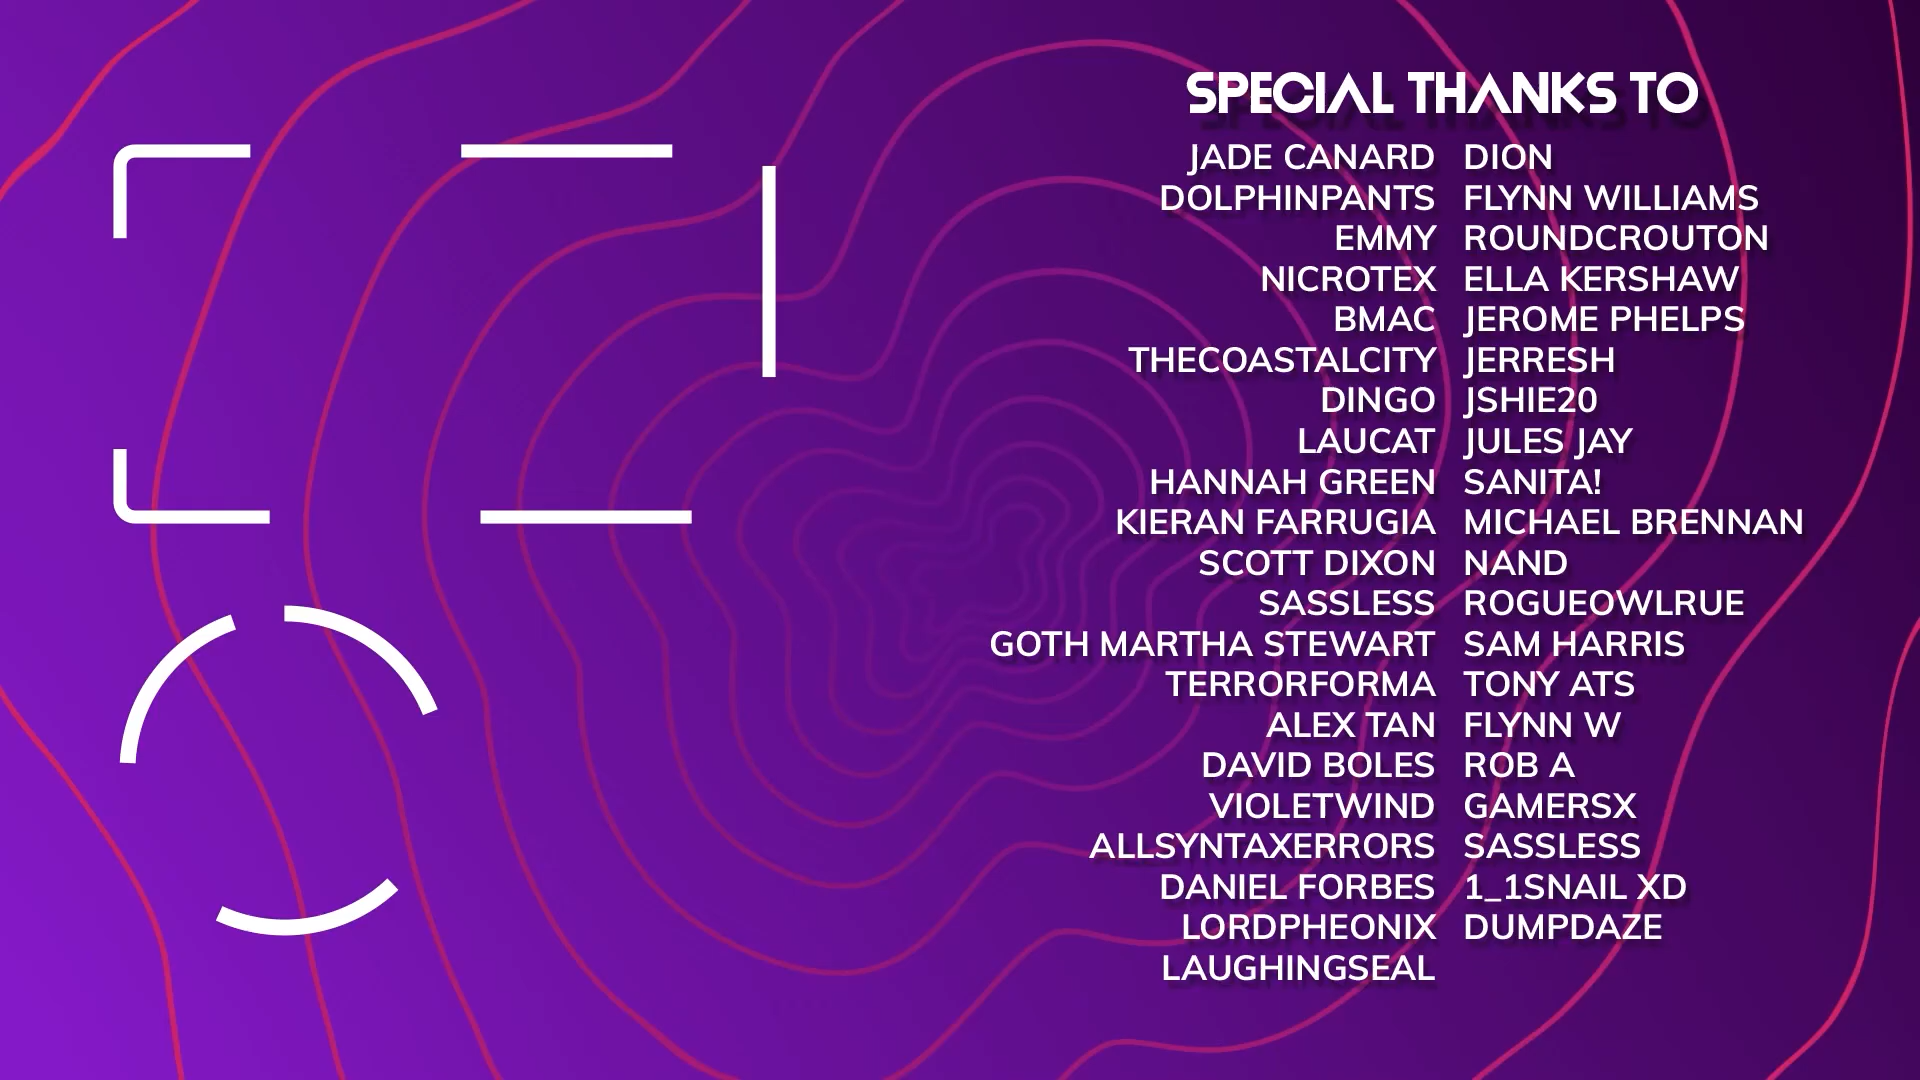 SPECIAL THANKS TO
JADE CANARD
DOLPHINPANTS
EMMY
NICROTEX
BMAC
THECOASTALCITY
DINGO
LAUCAT
HANNAH GREEN
KIERAN FARRUGIA
SCOTT DIXON
SASSLESS
GOTH MARTHA STEWART
TERRORFORMA
ALEX TAN
DAVID BOLES
VIOLETWIND
ALLSYNTAXERRORS
DANIEL FORBES
LORDPHEONIX
LAUGHINGSEAL
DION
FLYNN WILLIAMS
ROUNDCROUTON
ELLA KERSHAW
JEROME PHELPS
JERRESH
JSHIE20
JULES JAY
SANITA!
MICHAEL BRENNAN
NAND
ROGUEOWLRUE
SAM HARRIS
TONY ATS
FLYNN W
ROB A
GAMERSX
SASSLESS
1_1SNAIL XD
DUMPDAZE